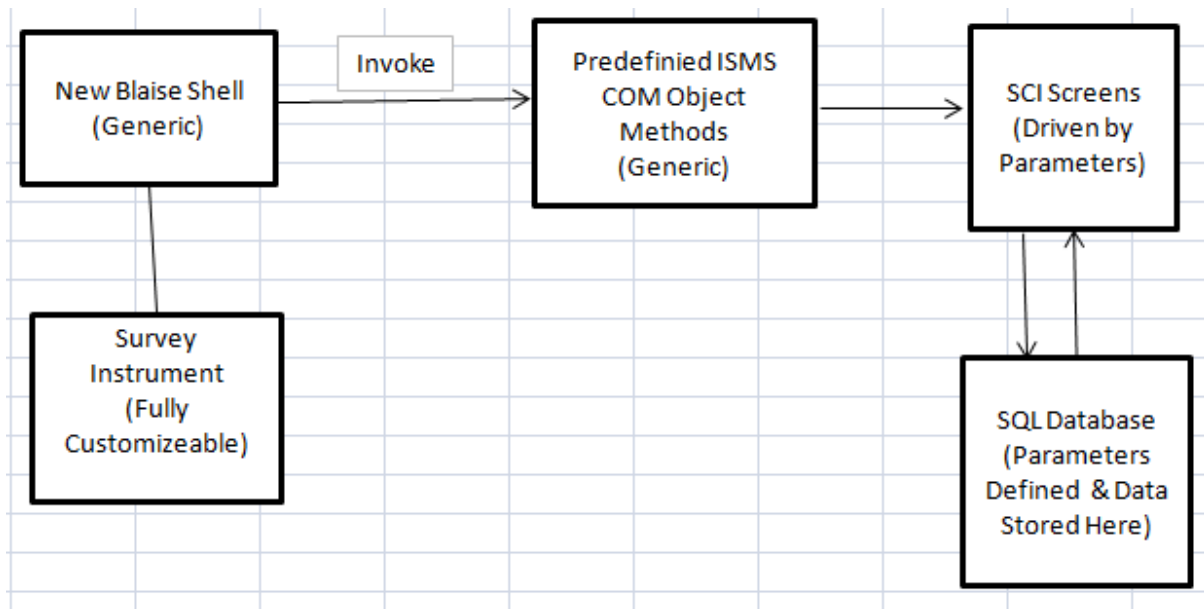 New Blaise Shell
(Generic)
Invoke
Predefinied ISMS
COM Object
Methods
(Generic)
SCI Screens
(Driven by
Parameters)
Survey
Instrument
(Fully
Customizeable)
SQL Database
(Parameters
Defined & Data
Stored Here)